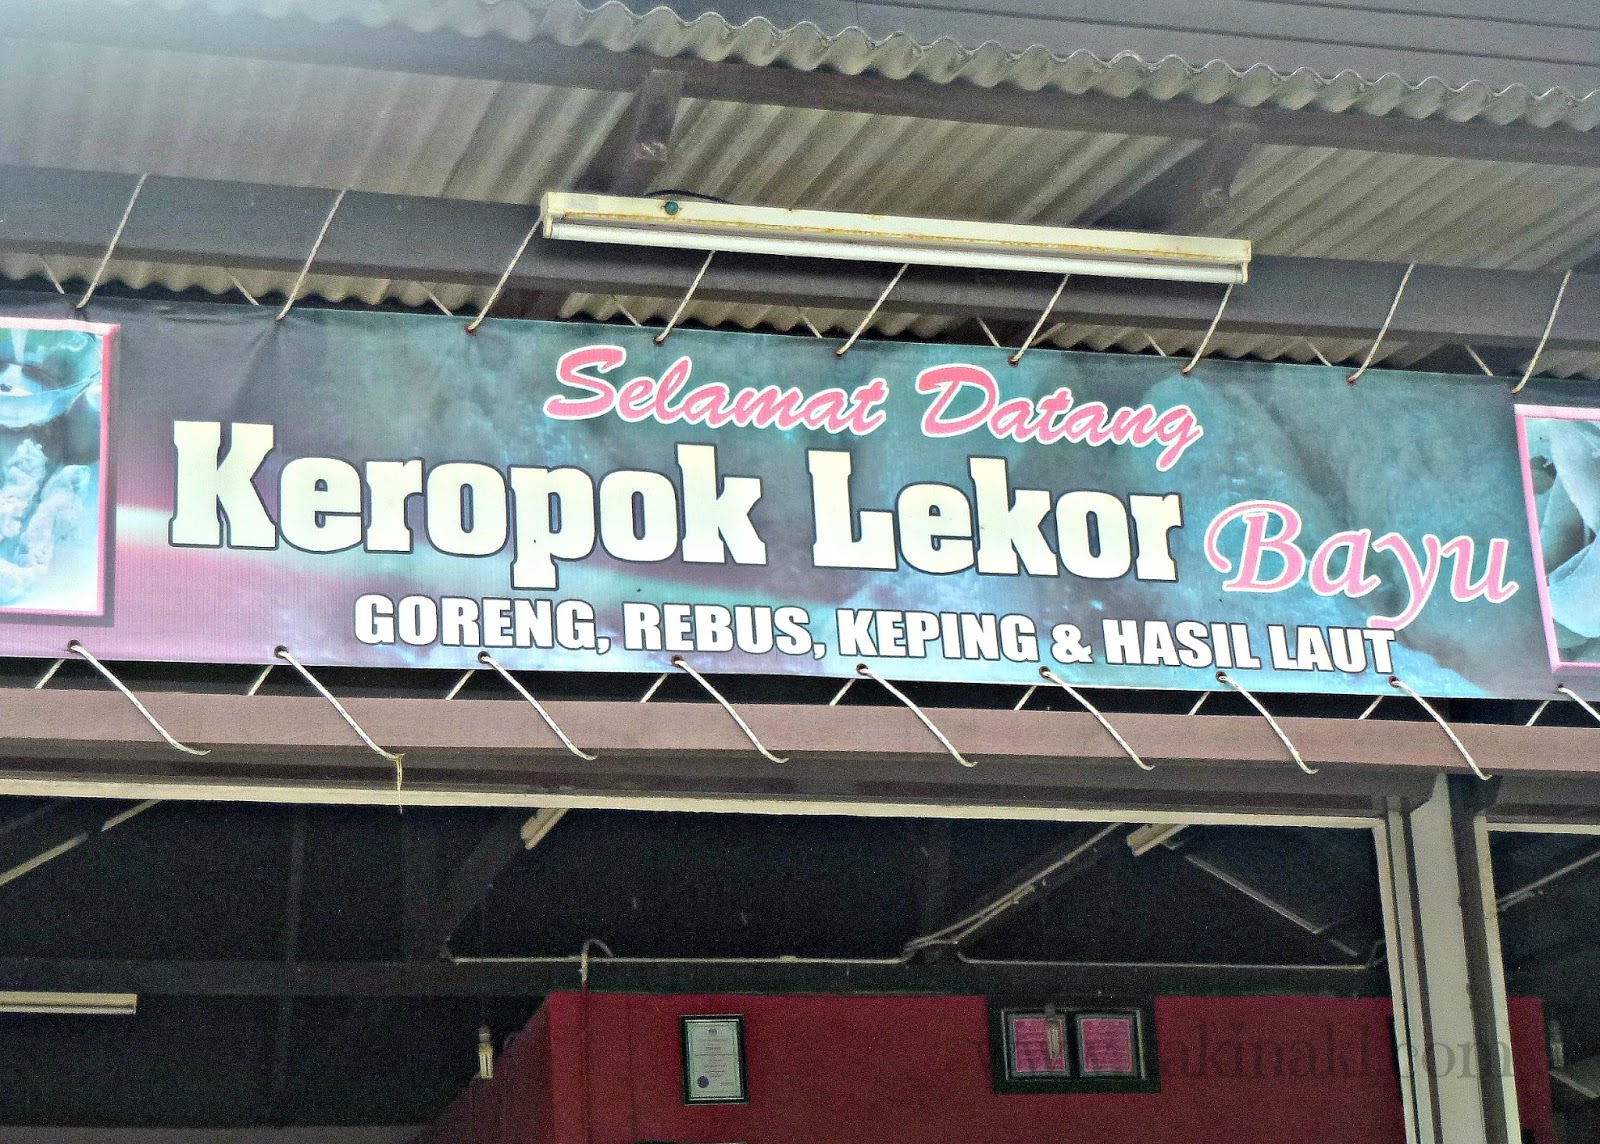 Selamat Datang
Keropok Lekor Bayu
GORENG, REBUS, KEPING & HASIL LAUT